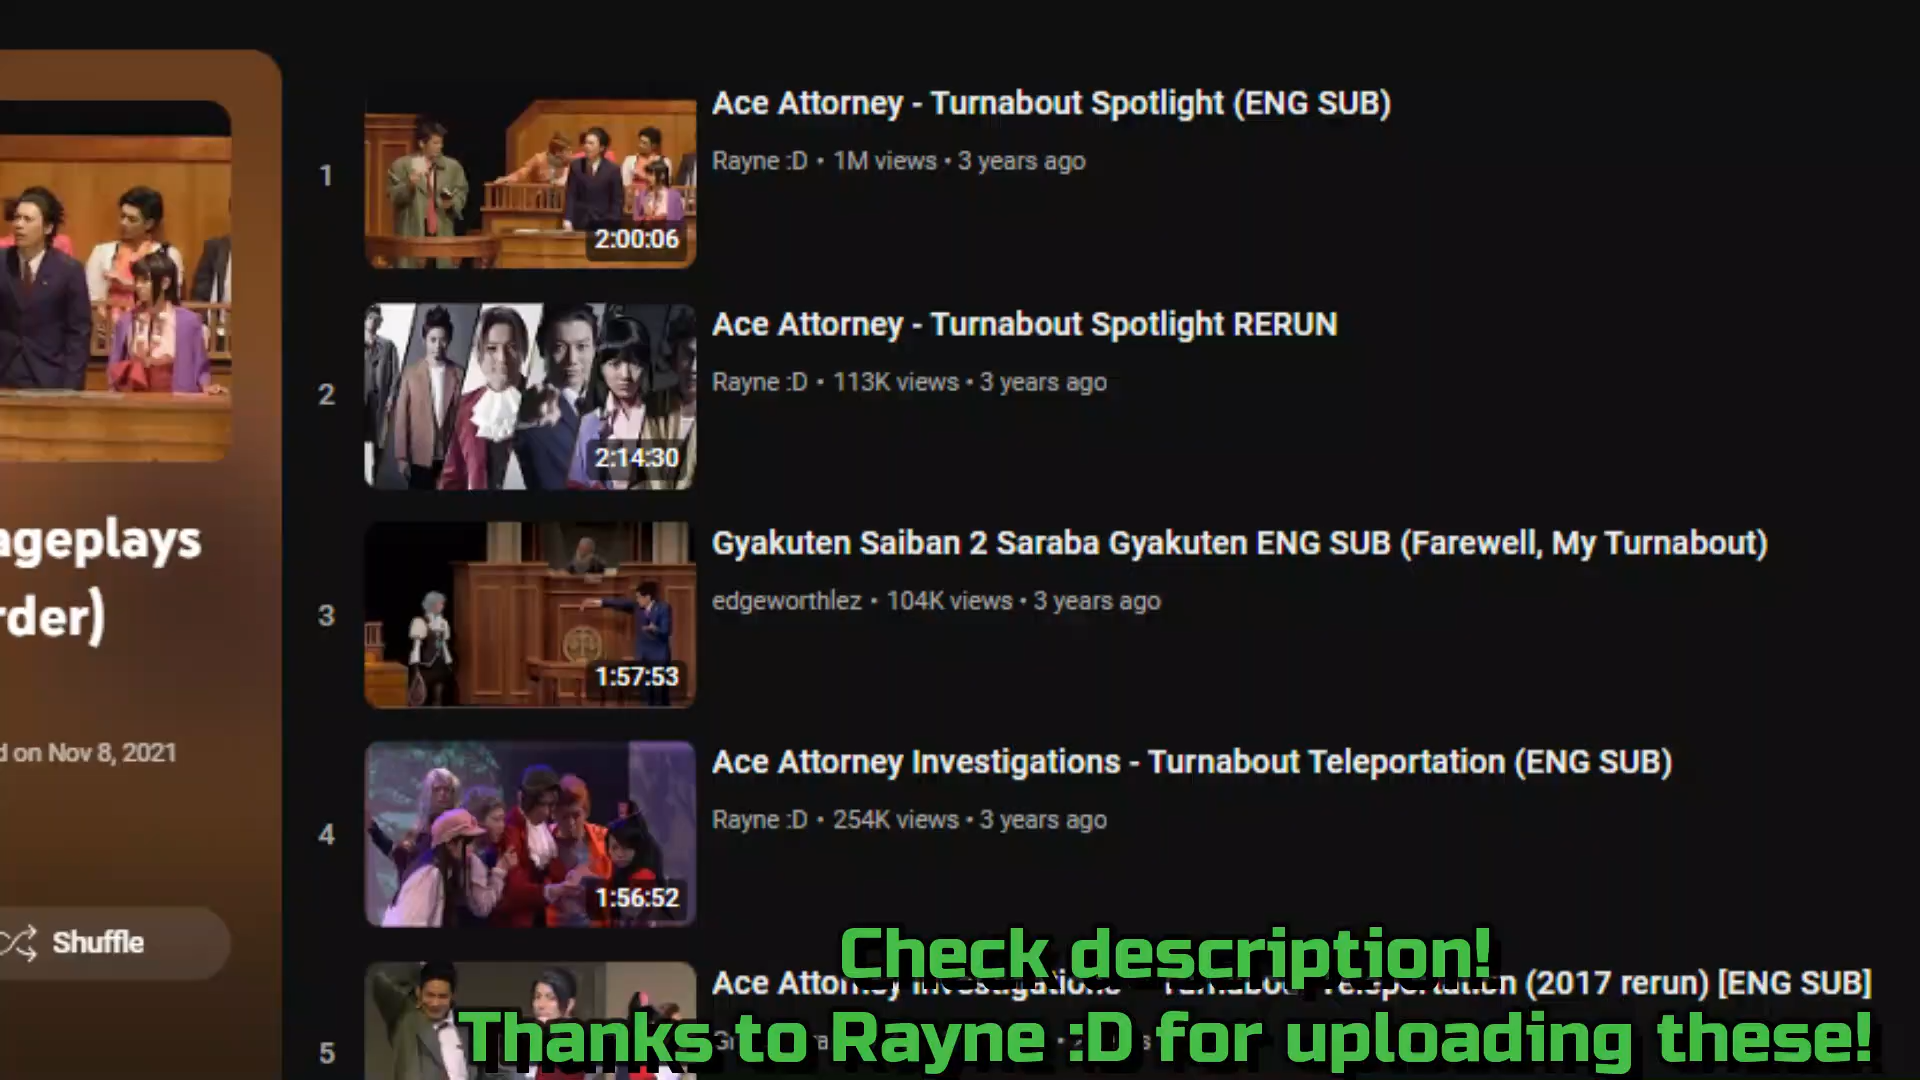 ageplays
rder)
d on Nov 8, 2021
Shuffle
1
2:00:06
Ace Attorney - Turnabout Spotlight (ENG SUB)
Rayne :D • 1M views • 3 years ago
2
2:14:30
Ace Attorney - Turnabout Spotlight RERUN
Rayne :D • 113K views • 3 years ago
3
1:57:53
Gyakuten Saiban 2 Saraba Gyakuten ENG SUB (Farewell, My Turnabout)
edgeworthlez • 104K views • 3 years ago
4
1:56:52
Ace Attorney Investigations - Turnabout Teleportation (ENG SUB)
Rayne :D • 254K views • 3 years ago
5
Ace Attorney Investigations - Turnabout Teleportation (2017 rerun) [ENG SUB]
Check description!
Thanks to Rayne :D for uploading these!